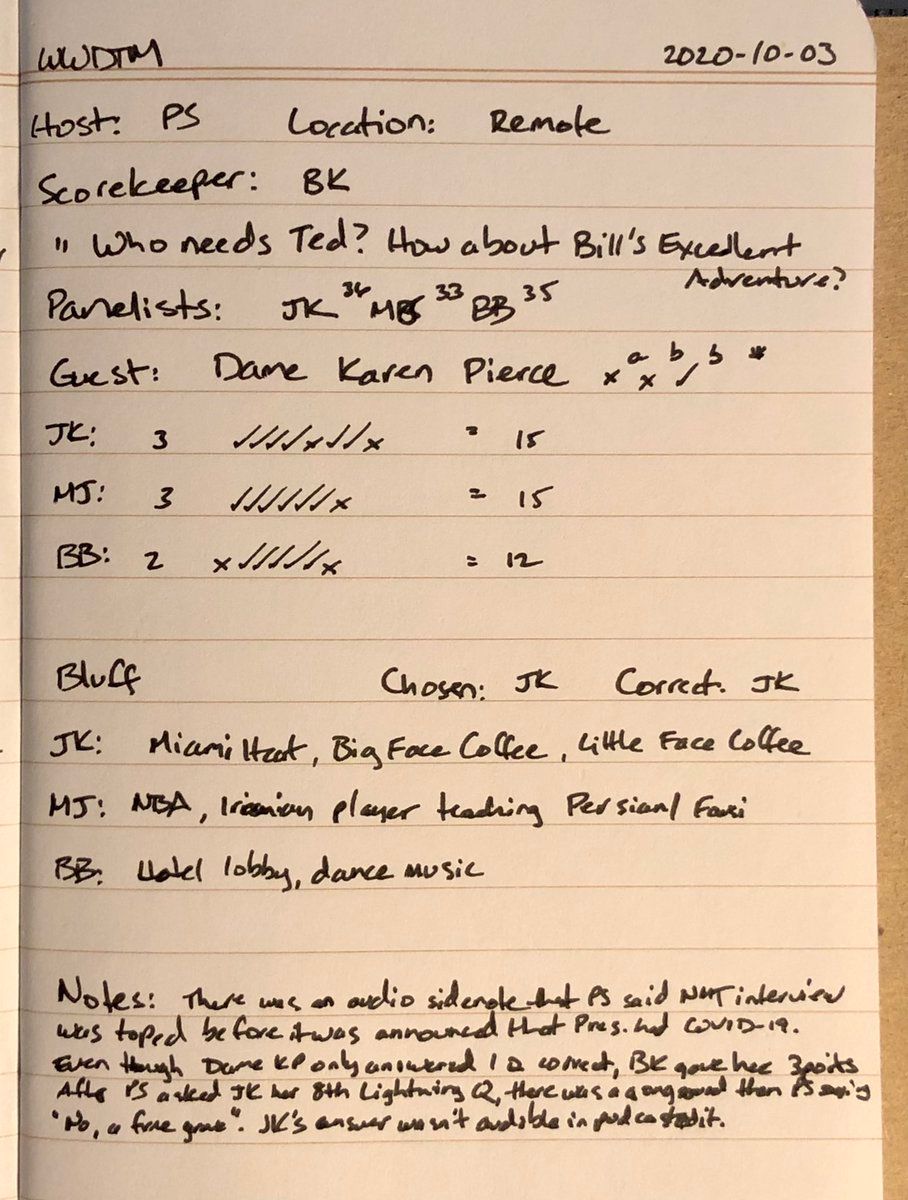 WWDTM 2020-10-03
Host: PS Location: Remote
Scorekeeper: BK
" Who needs Ted? How about Bill's Excellent
Adventure?
Panelists: JK 34 MJ 33 BB 35
Guest: Dame Karen Pierce x a x b ✓ b *
JK: 3 ✓✓✓✓x✓✓x = 15
MJ: 3 ✓✓✓✓✓✓x = 15
BB: 2 x✓✓✓✓✓x = 12
Bluff Chosen: JK Correct. JK
JK: Miami Heat, Big Face Coffee, Little Face Coffee
MJ: NBA, Iranian player teaching Persian/ Farsi
BB: Hotel lobby, dance music
Notes: There was an audio sidenote that PS said NMJ interview
was taped before it was announced that Pres. had COVID-19.
Even though Dame KP only answered 1 Q correct, BK gave her 3 points
After PS asked JK her 8th Lightning Q, there was a gong sound then PS saying
"No, a grave". JK's answer wasn't audible in podcast edit.